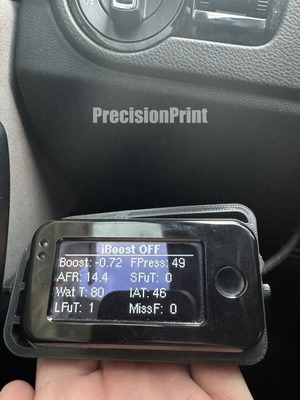 PrecisionPrint
iBoost OFF
Boost: -0.72 FPress: 49
AFR: 14.4 SFuT: 0
Wat T: 80 IAT: 46
LFuT: 1 MissF: 0